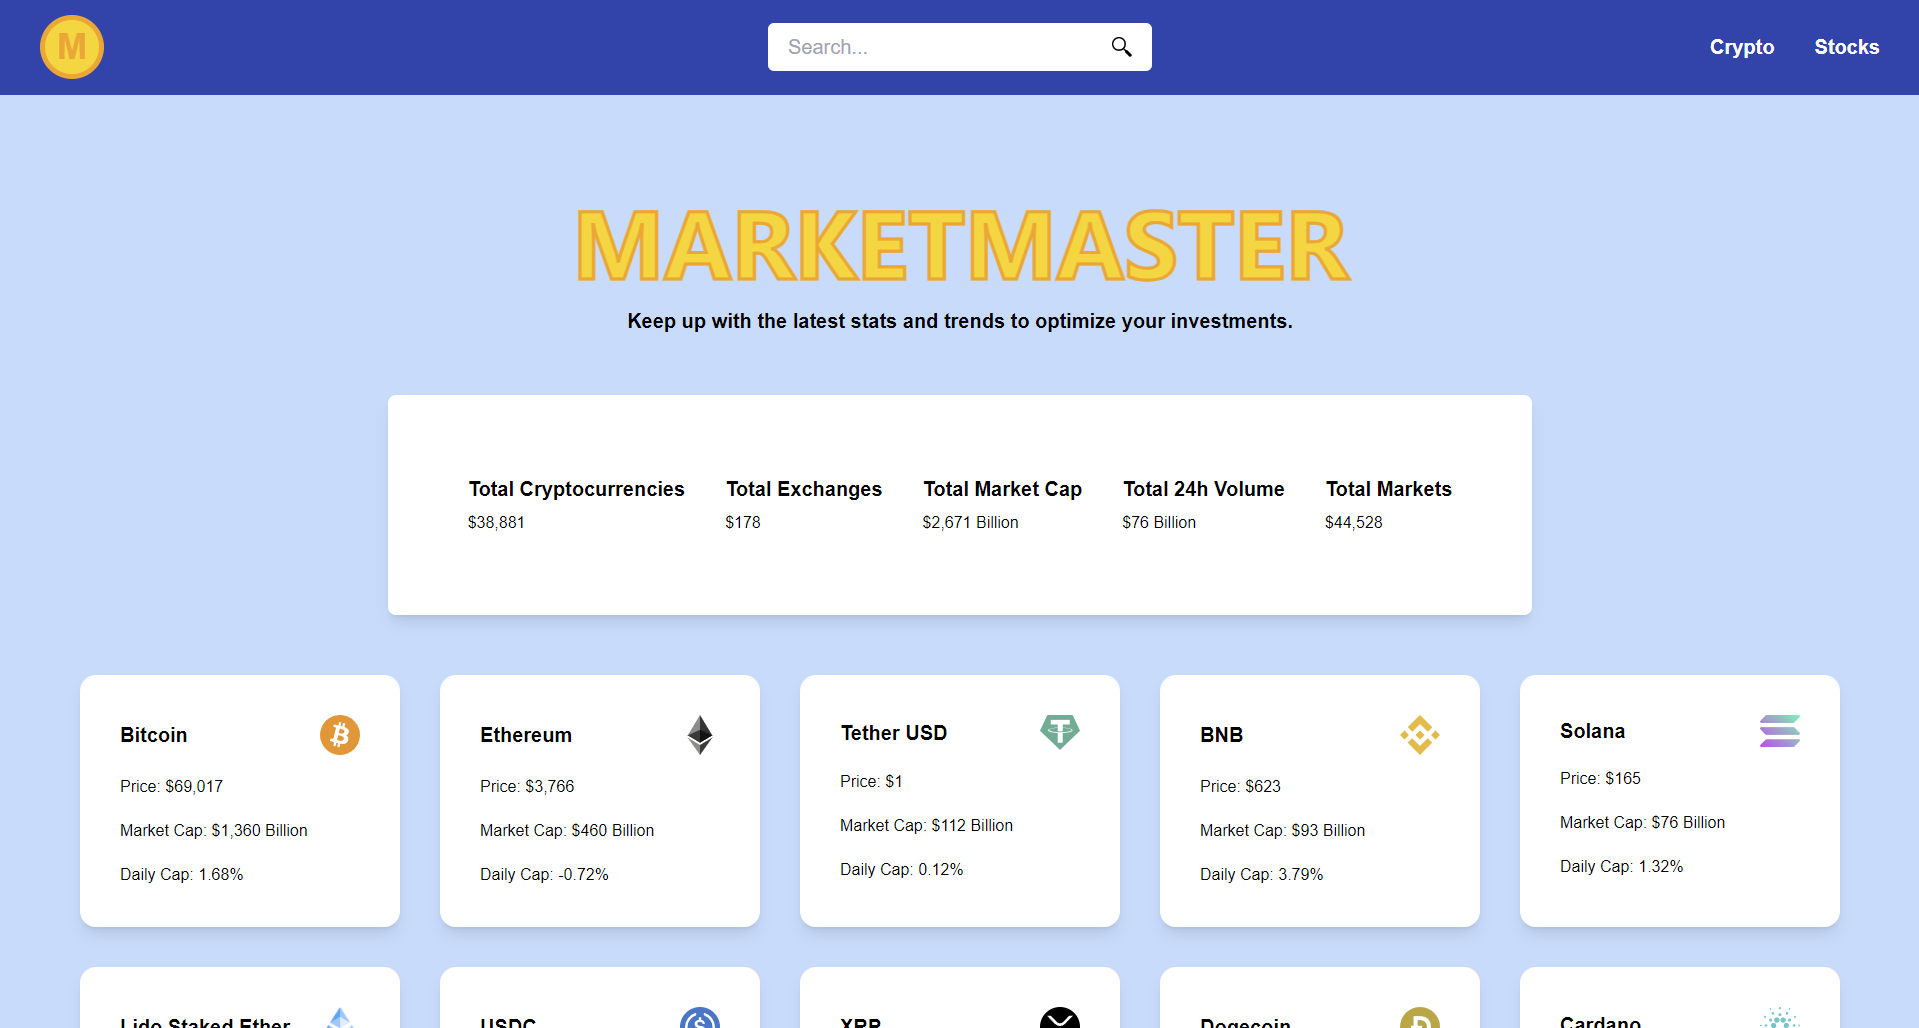 M
Search...
Crypto
Stocks
MARKETMASTER
Keep up with the latest stats and trends to optimize your investments.
Total Cryptocurrencies
$38,881
Total Exchanges
$178
Total Market Cap
$2,671 Billion
Total 24h Volume
$76 Billion
Total Markets
$44,528
Bitcoin
Price: $69,017
Market Cap: $1,360 Billion
Daily Cap: 1.68%
Ethereum
Price: $3,766
Market Cap: $460 Billion
Daily Cap: -0.72%
Tether USD
Price: $1
Market Cap: $112 Billion
Daily Cap: 0.12%
BNB
Price: $623
Market Cap: $93 Billion
Daily Cap: 3.79%
Solana
Price: $165
Market Cap: $76 Billion
Daily Cap: 1.32%
Lido Staked Ether
USDC
XRP
Dogecoin
Cardano